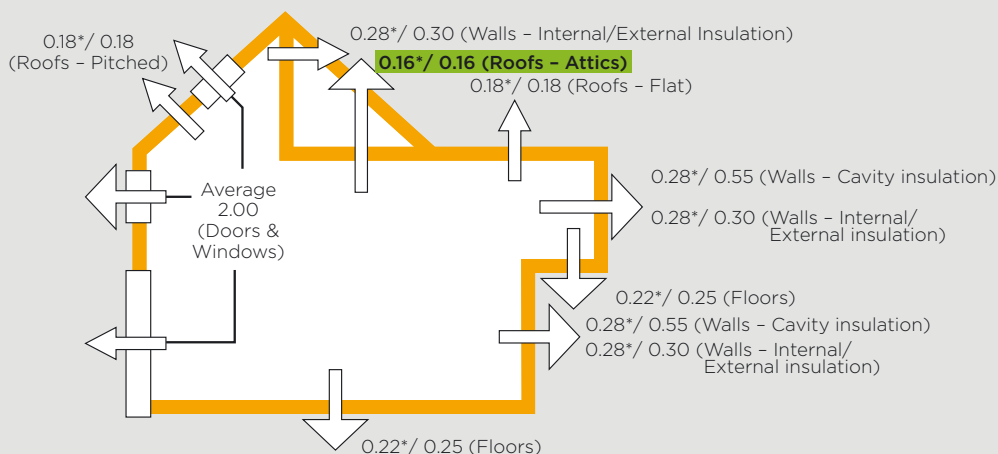 0.18*/ 0.18
(Roofs – Pitched)
0.28*/ 0.30 (Walls – Internal/External Insulation)
0.16*/ 0.16 (Roofs – Attics)
0.18*/ 0.18 (Roofs – Flat)
Average
2.00
(Doors &
Windows)
0.28*/ 0.55 (Walls – Cavity insulation)
0.28*/ 0.30 (Walls – Internal/
External insulation)
0.22*/ 0.25 (Floors)
0.28*/ 0.55 (Walls – Cavity insulation)
0.28*/ 0.30 (Walls – Internal/
External insulation)
0.22*/ 0.25 (Floors)